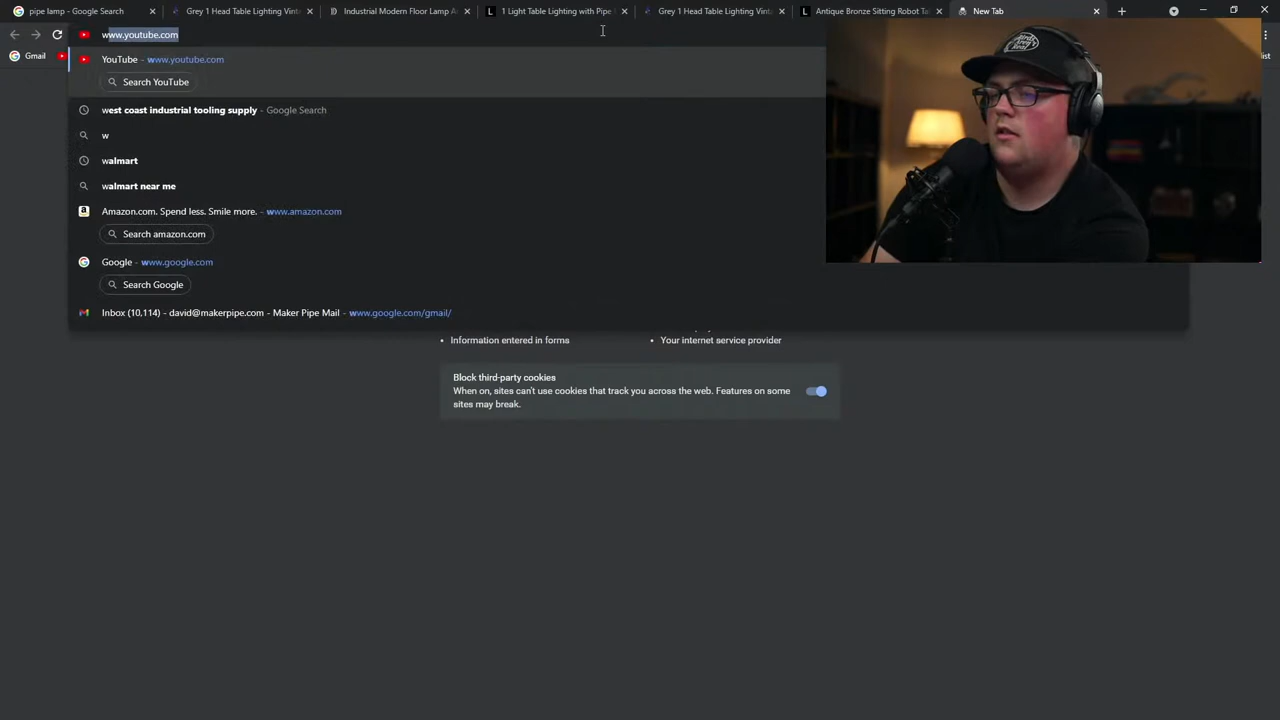 pipe lamp - Google Search
Grey 1 Head Table Lighting Vint
Industrial Modern Floor Lamp A
1 Light Table Lighting with Pipe
Grey 1 Head Table Lighting Vint
Antique Bronze Sitting Robot Ta
New Tab
www.youtube.com
Gmail
list
YouTube - www.youtube.com
Search YouTube
west coast industrial tooling supply - Google Search
w
walmart
walmart near me
Amazon.com. Spend less. Smile more. - www.amazon.com
Search amazon.com
Google - www.google.com
Search Google
Inbox (10,114) - david@makerpipe.com - Maker Pipe Mail - www.google.com/gmail/
• Information entered in forms
• Your internet service provider
Block third-party cookies
When on, sites can't use cookies that track you across the web. Features on some
sites may break.